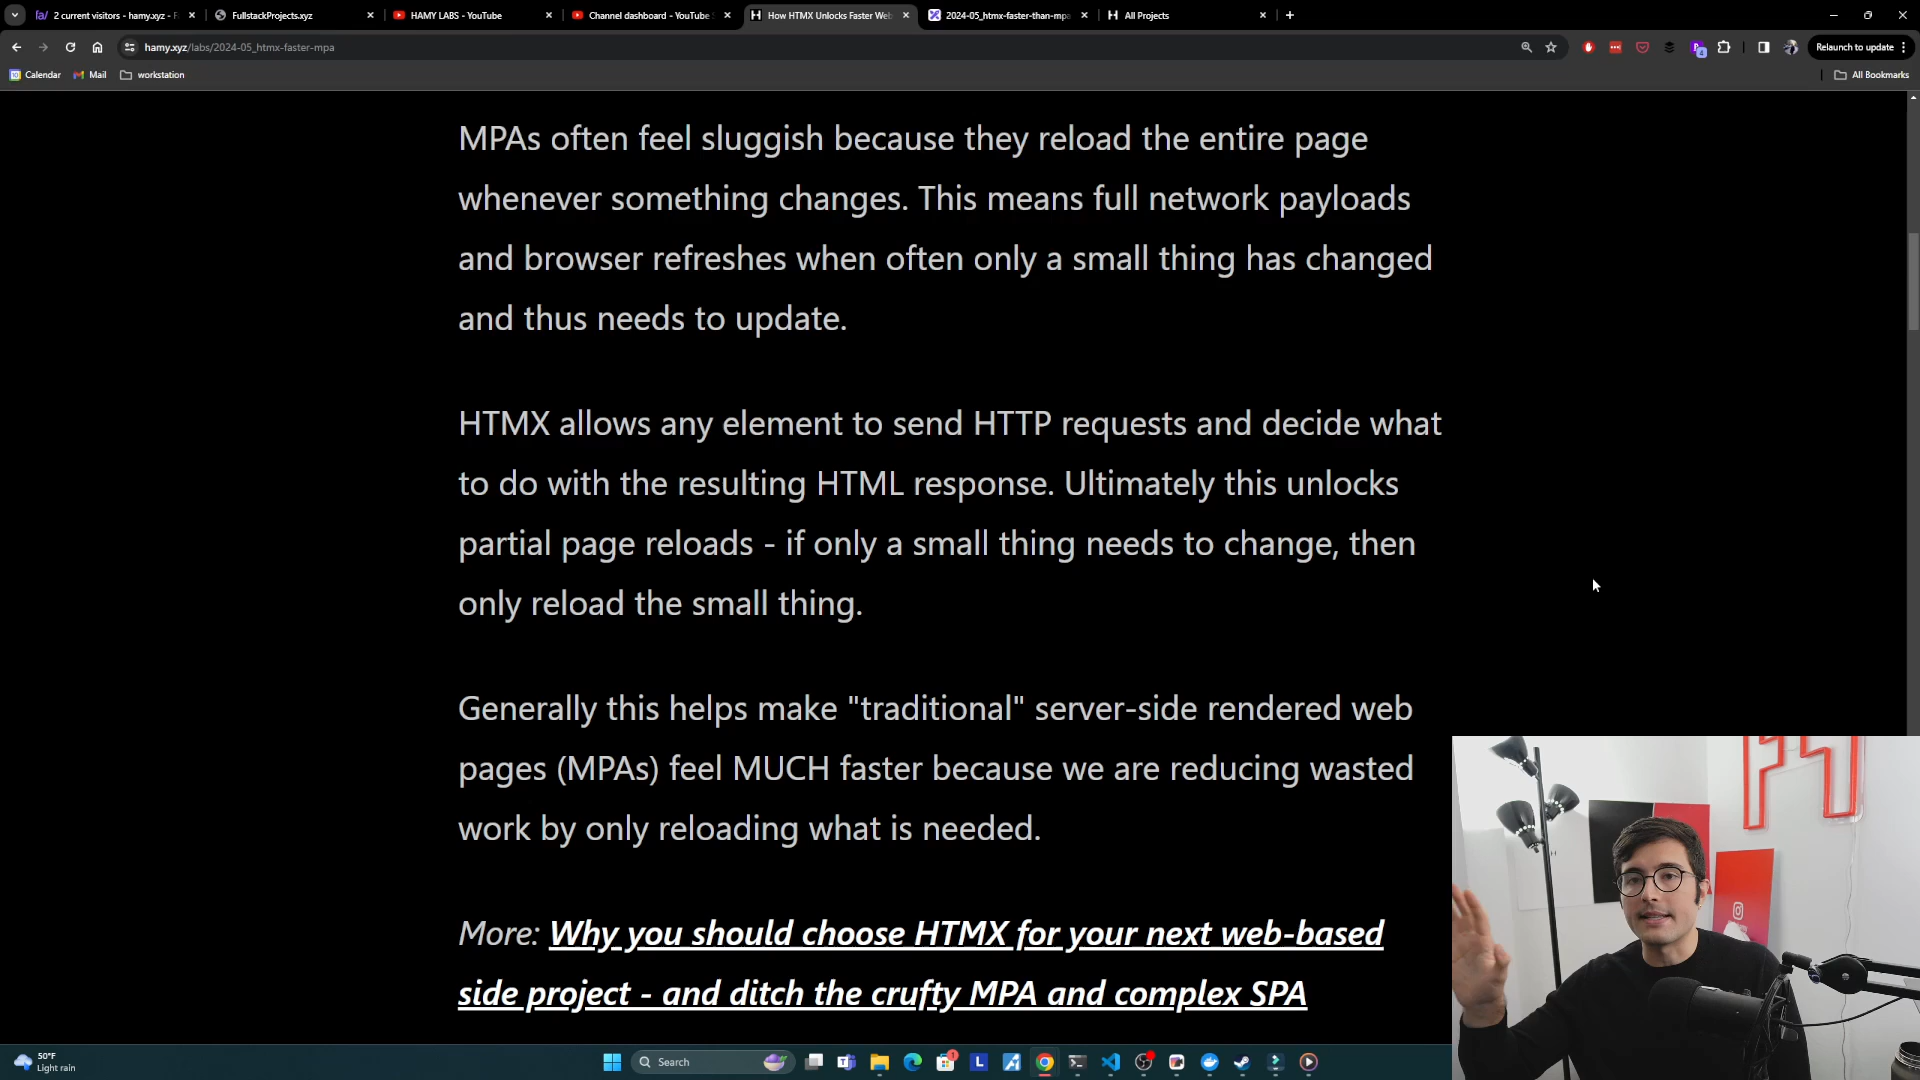 2 current visitors - hamy.xyz - F
FullstackProjects.xyz
HAMY LABS - YouTube
Channel dashboard - YouTube
How HTMX Unlocks Faster Web
2024-05_htmx-faster-than-mpa
All Projects
hamy.xyz/labs/2024-05_htmx-faster-mpa
Relaunch to update
Calendar
Mail
workstation
All Bookmarks
MPAs often feel sluggish because they reload the entire page
whenever something changes. This means full network payloads
and browser refreshes when often only a small thing has changed
and thus needs to update.
HTMX allows any element to send HTTP requests and decide what
to do with the resulting HTML response. Ultimately this unlocks
partial page reloads - if only a small thing needs to change, then
only reload the small thing.
Generally this helps make "traditional" server-side rendered web
pages (MPAs) feel MUCH faster because we are reducing wasted
work by only reloading what is needed.
More: Why you should choose HTMX for your next web-based
side project - and ditch the crufty MPA and complex SPA
50°F
Light rain
Search